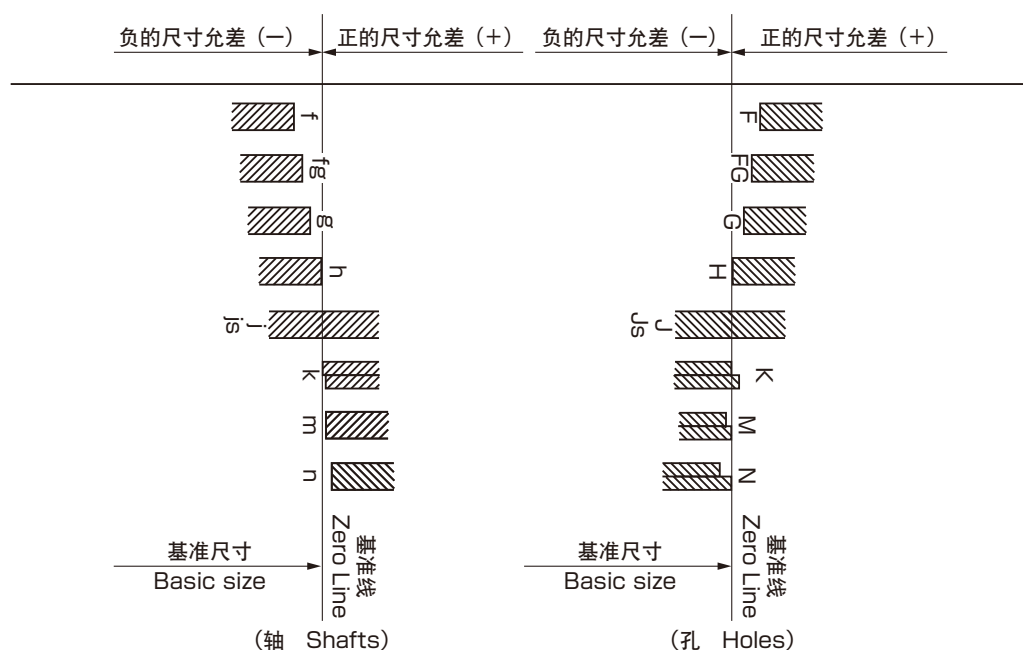 负的尺寸允差（－） 正的尺寸允差（＋） 负的尺寸允差（－） 正的尺寸允差（＋）
f F
fg FG
g G
h H
j J
js Js
k K
m M
n N
基准尺寸
Basic size
基准线
Zero Line
基准尺寸
Basic size
基准线
Zero Line
（轴 Shafts） （孔 Holes）